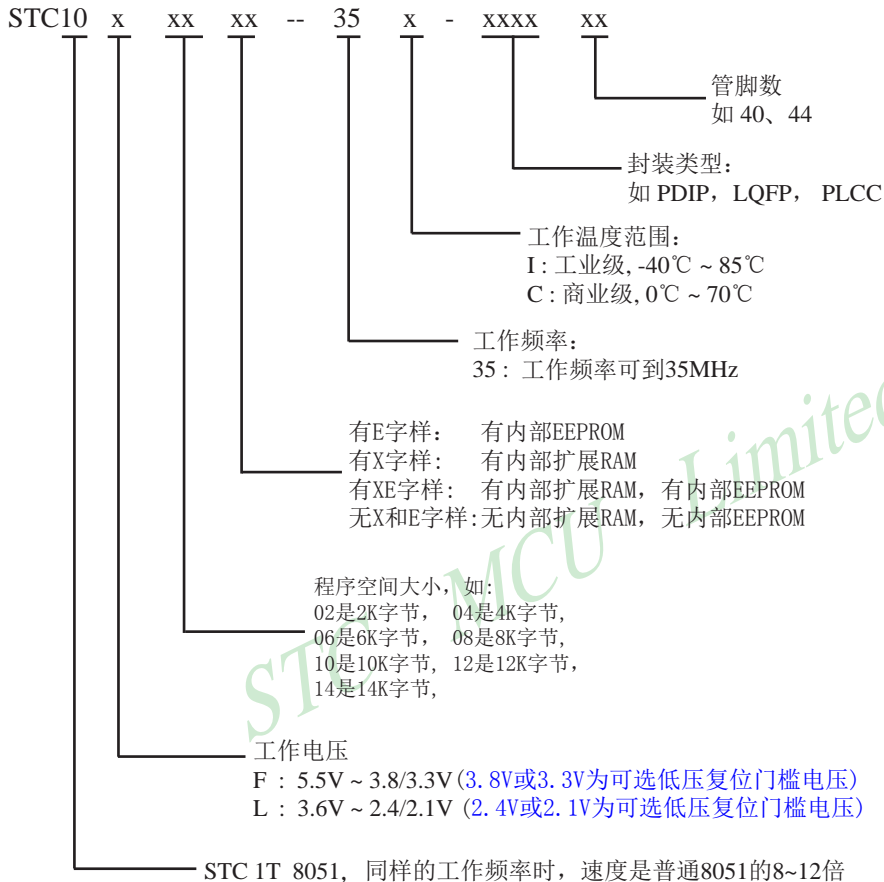 STC10 x xx xx -- 35 x - xxxx xx
管脚数
如 40、44
封装类型：
如 PDIP，LQFP， PLCC
工作温度范围：
I : 工业级, -40℃ ~ 85℃
C : 商业级, 0℃ ~ 70℃
工作频率：
35 : 工作频率可到35MHz
有E字样： 有内部EEPROM
有X字样: 有内部扩展RAM
有XE字样: 有内部扩展RAM，有内部EEPROM
无X和E字样:无内部扩展RAM，无内部EEPROM
程序空间大小，如:
02是2K字节， 04是4K字节,
06是6K字节， 08是8K字节,
10是10K字节, 12是12K字节，
14是14K字节,
工作电压
F : 5.5V ~ 3.8/3.3V(3.8V或3.3V为可选低压复位门槛电压)
L : 3.6V ~ 2.4/2.1V (2.4V或2.1V为可选低压复位门槛电压)
STC 1T 8051, 同样的工作频率时，速度是普通8051的8~12倍
STC MCU Limited